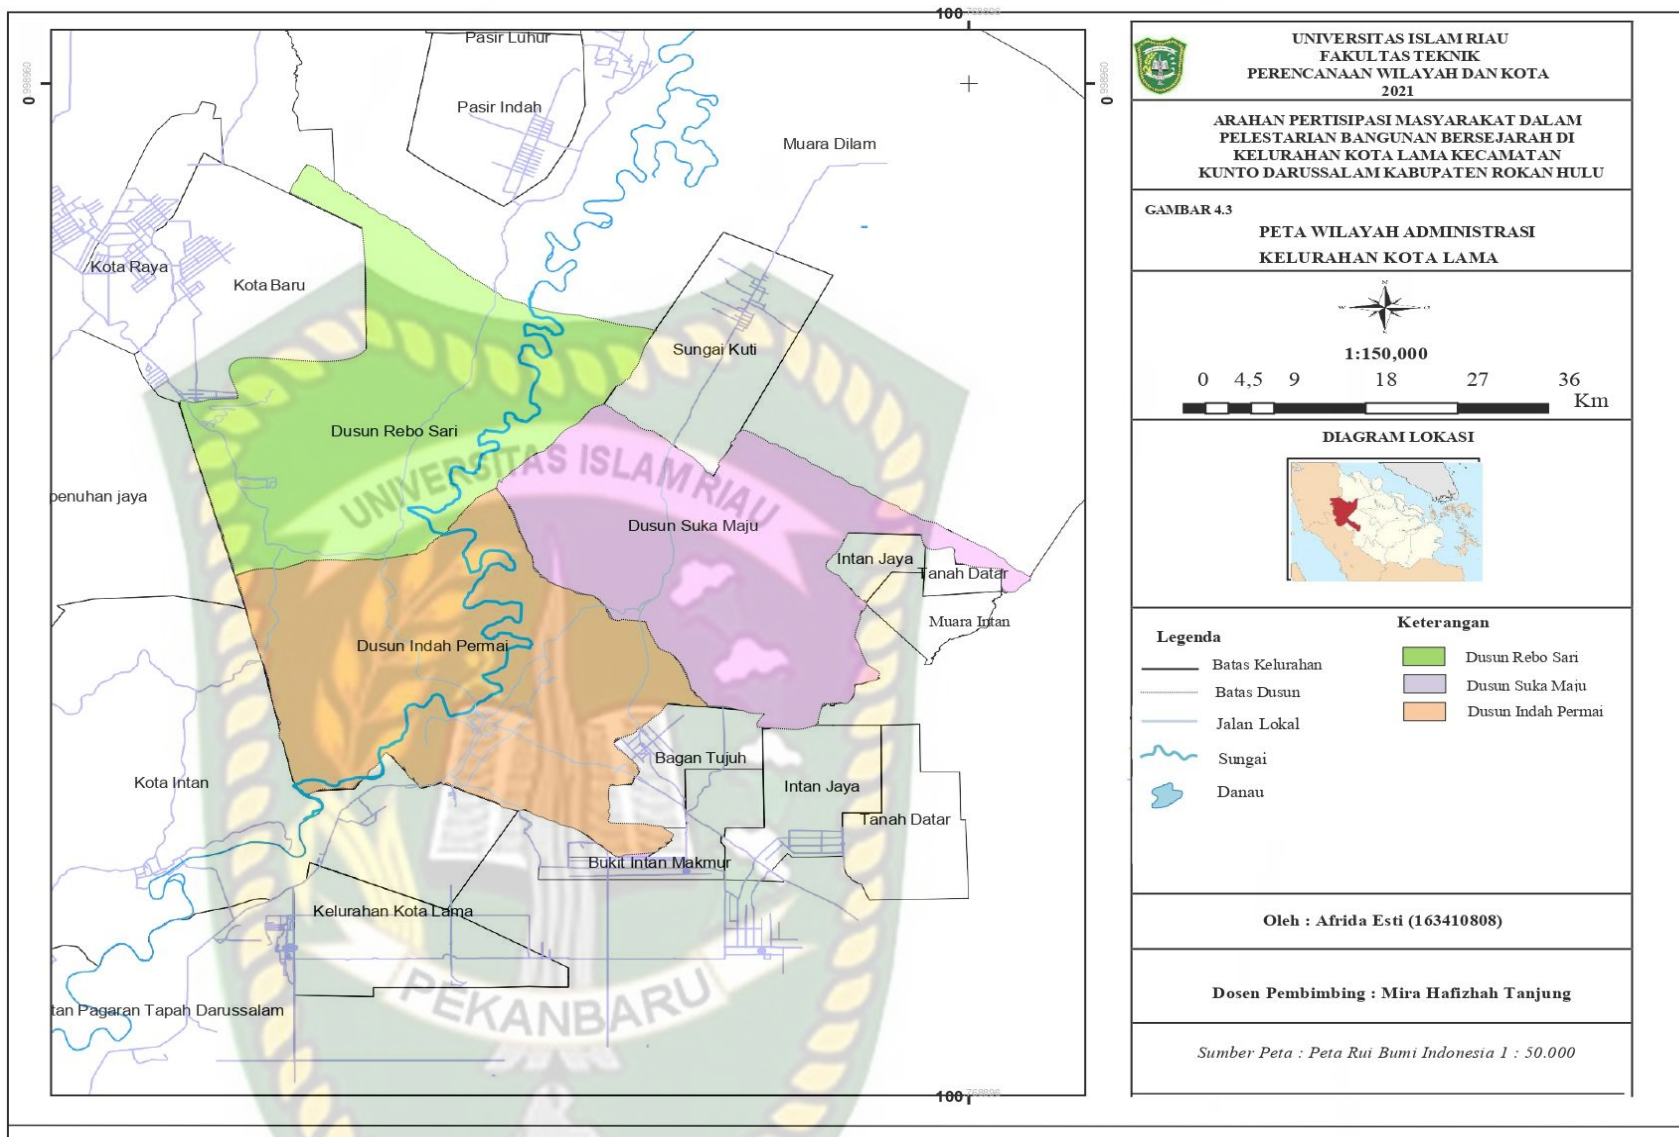 100 768896
0 998960
0 998960
Pasir Luhur
Pasir Indah
Muara Dilam
Kota Raya
Kota Baru
Sungai Kuti
Dusun Rebo Sari
UNIVERSITAS ISLAM RIAU
penuhan jaya
Dusun Suka Maju
Intan Jaya
Tanah Datar
Muara Intan
Dusun Indah Permai
Kota Intan
Bagan Tujuh
Intan Jaya
Tanah Datar
Bukit Intan Makmur
Kelurahan Kota Lama
PEKANBARU
tan Pagaran Tapah Darussalam
100 768896
UNIVERSITAS ISLAM RIAU
FAKULTAS TEKNIK
PERENCANAAN WILAYAH DAN KOTA
2021
ARAHAN PERTISIPASI MASYARAKAT DALAM
PELESTARIAN BANGUNAN BERSEJARAH DI
KELURAHAN KOTA LAMA KECAMATAN
KUNTO DARUSSALAM KABUPATEN ROKAN HULU
GAMBAR 4.3
PETA WILAYAH ADMINISTRASI
KELURAHAN KOTA LAMA
1:150,000
0 4,5 9 18 27 36
Km
DIAGRAM LOKASI
Legenda
Batas Kelurahan
Batas Dusun
Jalan Lokal
Sungai
Danau
Keterangan
Dusun Rebo Sari
Dusun Suka Maju
Dusun Indah Permai
Oleh : Afrida Esti (163410808)
Dosen Pembimbing : Mira Hafizhah Tanjung
Sumber Peta : Peta Rui Bumi Indonesia 1 : 50.000